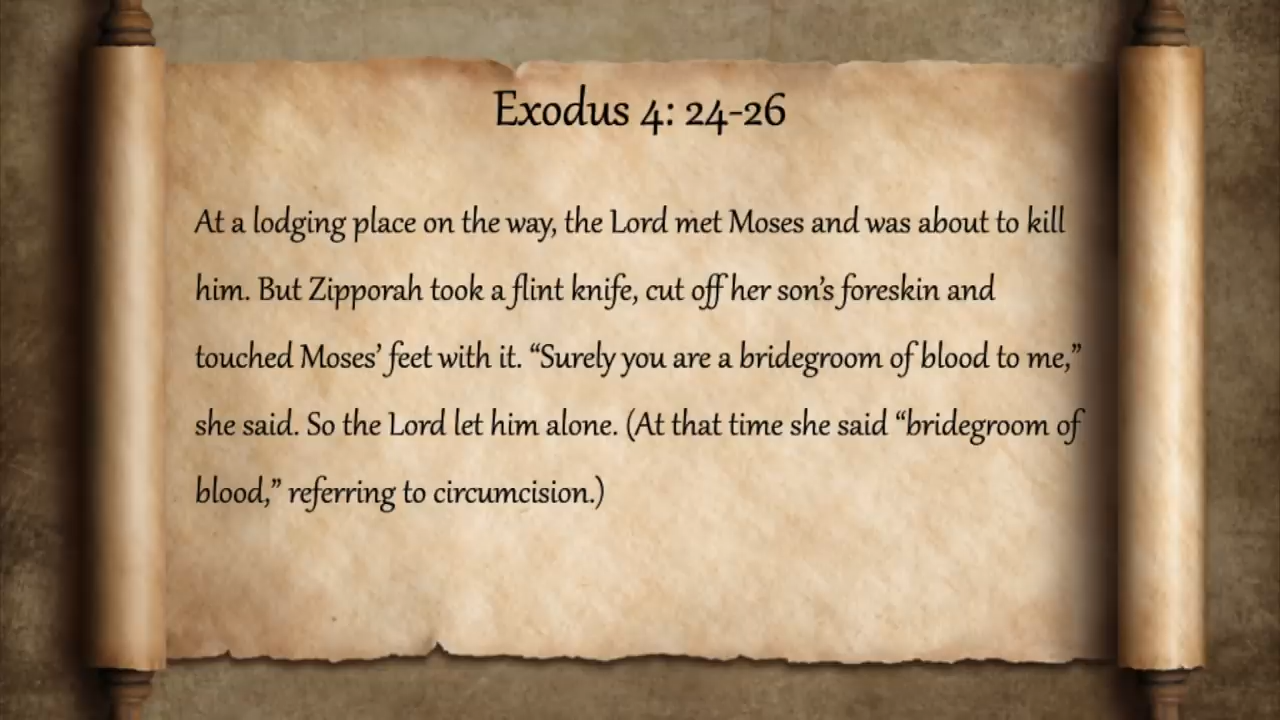 Exodus 4: 24-26
At a lodging place on the way, the Lord met Moses and was about to kill
him. But Zipporah took a flint knife, cut off her son’s foreskin and
touched Moses’ feet with it. “Surely you are a bridegroom of blood to me,”
she said. So the Lord let him alone. (At that time she said “bridegroom of
blood,” referring to circumcision.)